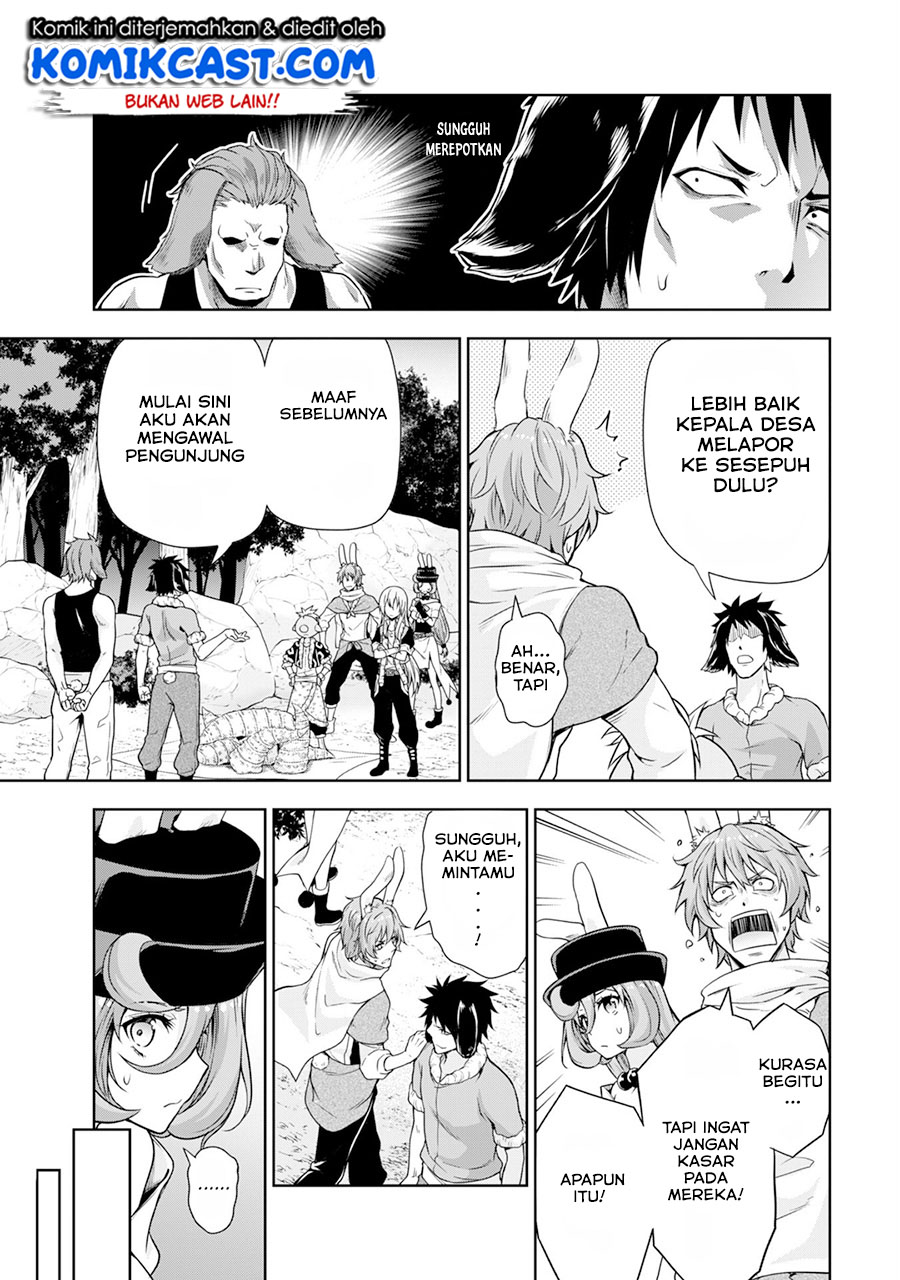 Komik ini diterjemahkan & diedit oleh
KOMIKCAST.COM
BUKAN WEB LAIN!!
SUNGGUH
MEREPOTKAN
LEBIH BAIK
KEPALA DESA
MELAPOR
KE SESEPUH
DULU?
AH...
BENAR,
TAPI
MAAF
SEBELUMNYA
MULAI SINI
AKU AKAN
MENGAWAL
PENGUNJUNG
KURASA
BEGITU
...
TAPI INGAT
JANGAN
KASAR
PADA
MEREKA!
APAPUN
ITU!
SUNGGUH,
AKU ME-
MINTAMU
...!
.......